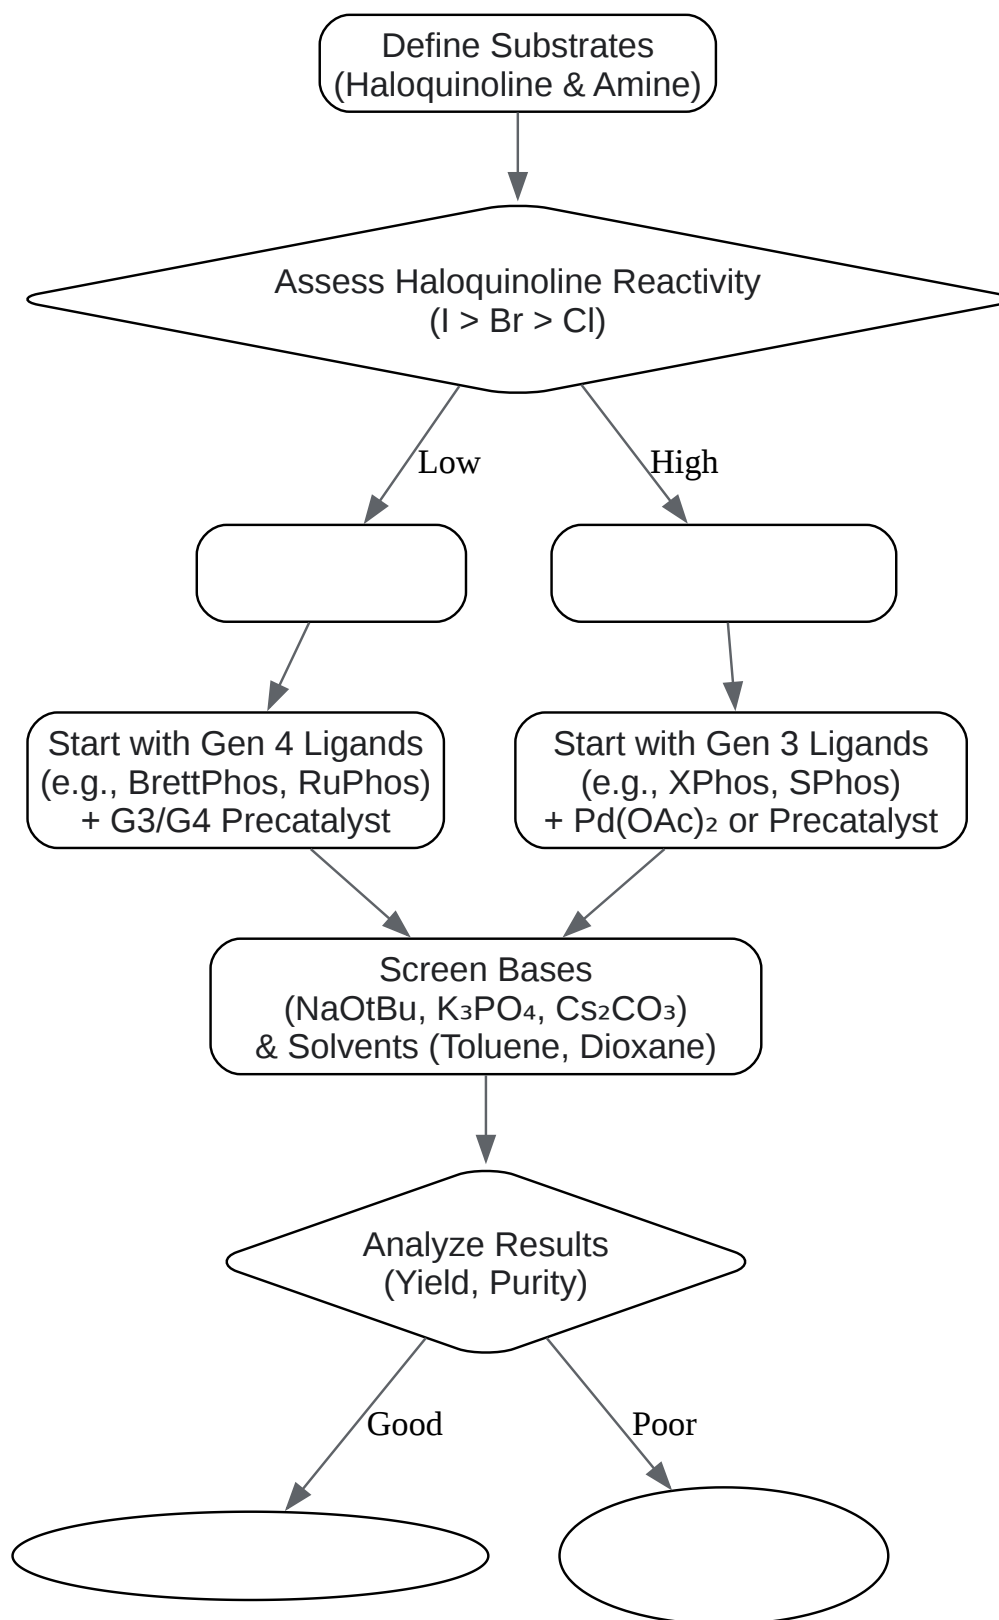 Define Substrates
(Haloquinoline & Amine)
Assess Haloquinoline Reactivity
(I > Br > Cl)
Low
High
Start with Gen 4 Ligands
(e.g., BrettPhos, RuPhos)
+ G3/G4 Precatalyst
Start with Gen 3 Ligands
(e.g., XPhos, SPhos)
+ Pd(OAc)₂ or Precatalyst
Screen Bases
(NaOtBu, K₃PO₄, Cs₂CO₃)
& Solvents (Toluene, Dioxane)
Analyze Results
(Yield, Purity)
Good
Poor